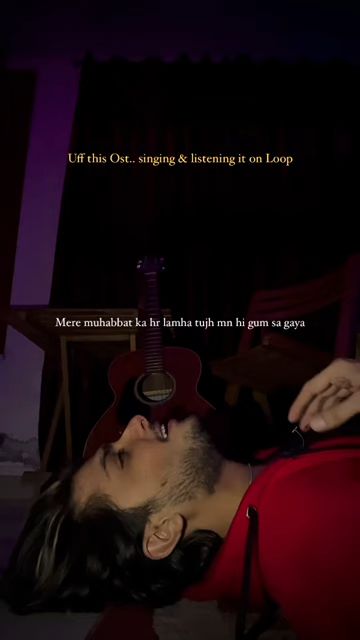 Uff this Ost.. singing & listening it on Loop
Mere muhabbat ka hr lamha tujh mn hi gum sa gaya